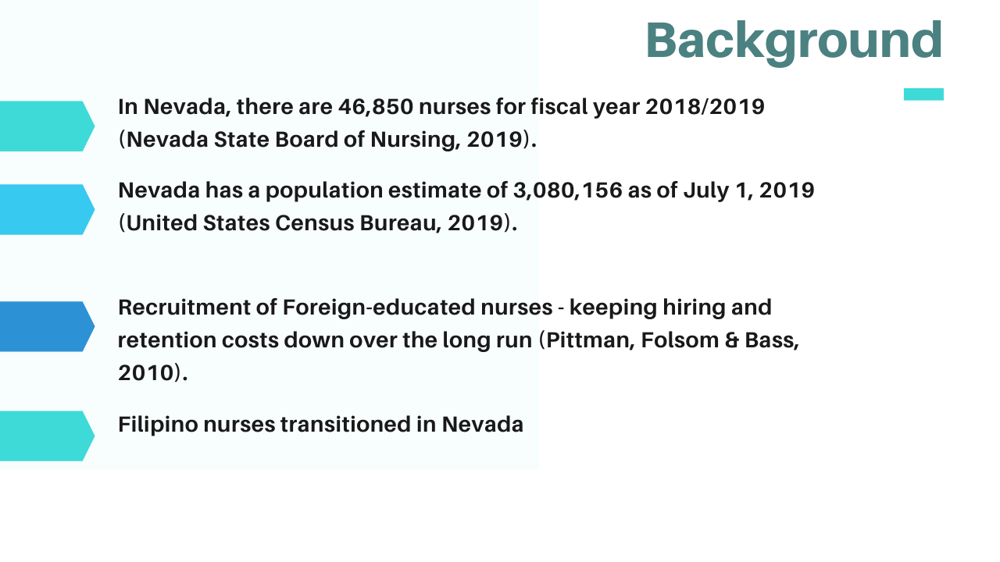 Background
In Nevada, there are 46,850 nurses for fiscal year 2018/2019
(Nevada State Board of Nursing, 2019).
Nevada has a population estimate of 3,080,156 as of July 1, 2019
(United States Census Bureau, 2019).
Recruitment of Foreign-educated nurses - keeping hiring and
retention costs down over the long run (Pittman, Folsom & Bass,
2010).
Filipino nurses transitioned in Nevada